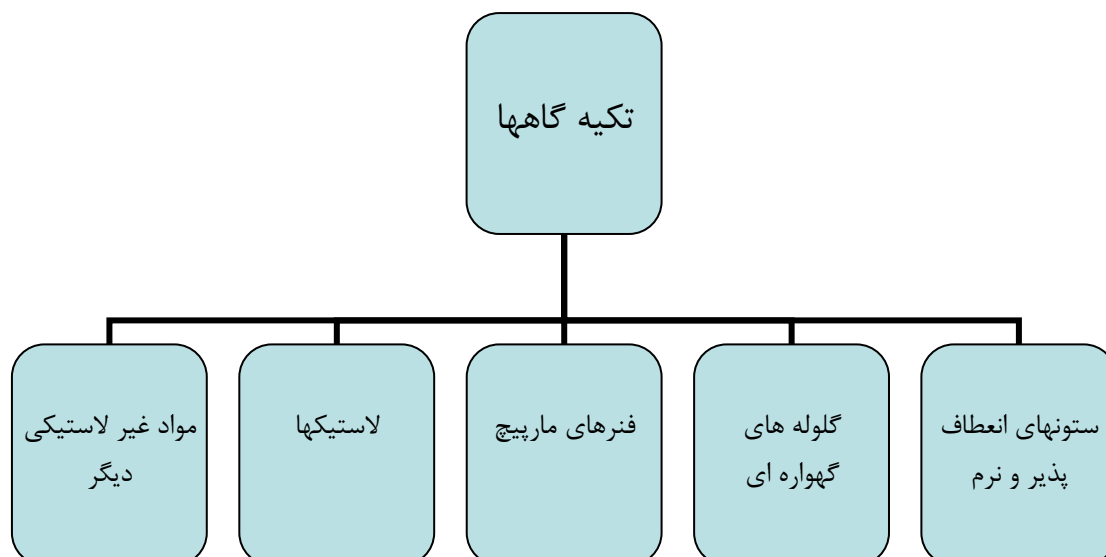 تکیه گاهها
ستونهای انعطاف
پذیر و نرم
گلوله های
گهواره ای
فنرهای مارپیچ
لاستیکها
مواد غیر لاستیکی
دیگر